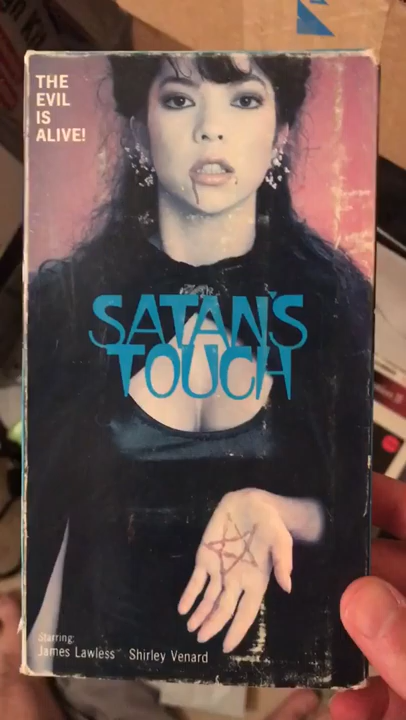 THE
EVIL
IS
ALIVE!
SATAN'S
TOUCH
Starring:
James Lawless Shirley Venard